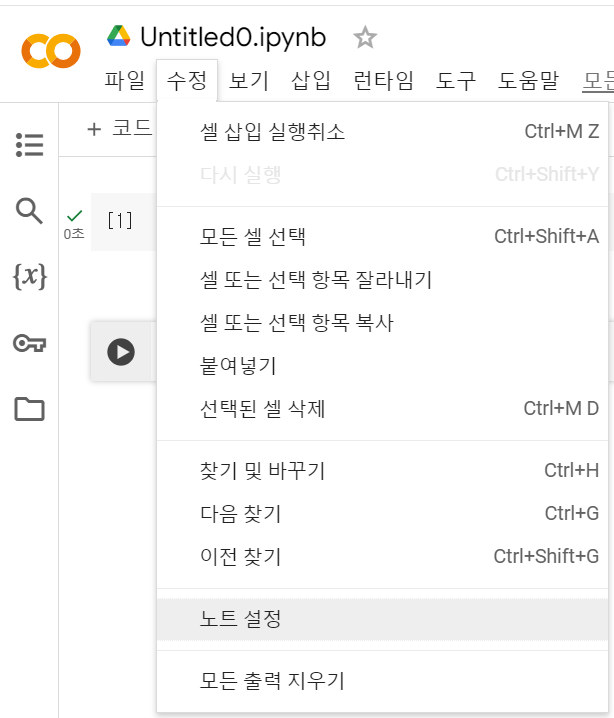 Untitled0.ipynb
파일 수정 보기 삽입 런타임 도구 도움말
+ 코드
셀 삽입 실행취소 Ctrl+M Z
다시 실행 Ctrl+Shift+Y
0초 [1]
모든 셀 선택 Ctrl+Shift+A
셀 또는 선택 항목 잘라내기
{x}
셀 또는 선택 항목 복사
붙여넣기
선택된 셀 삭제 Ctrl+M D
찾기 및 바꾸기 Ctrl+H
다음 찾기 Ctrl+G
이전 찾기 Ctrl+Shift+G
노트 설정
모든 출력 지우기